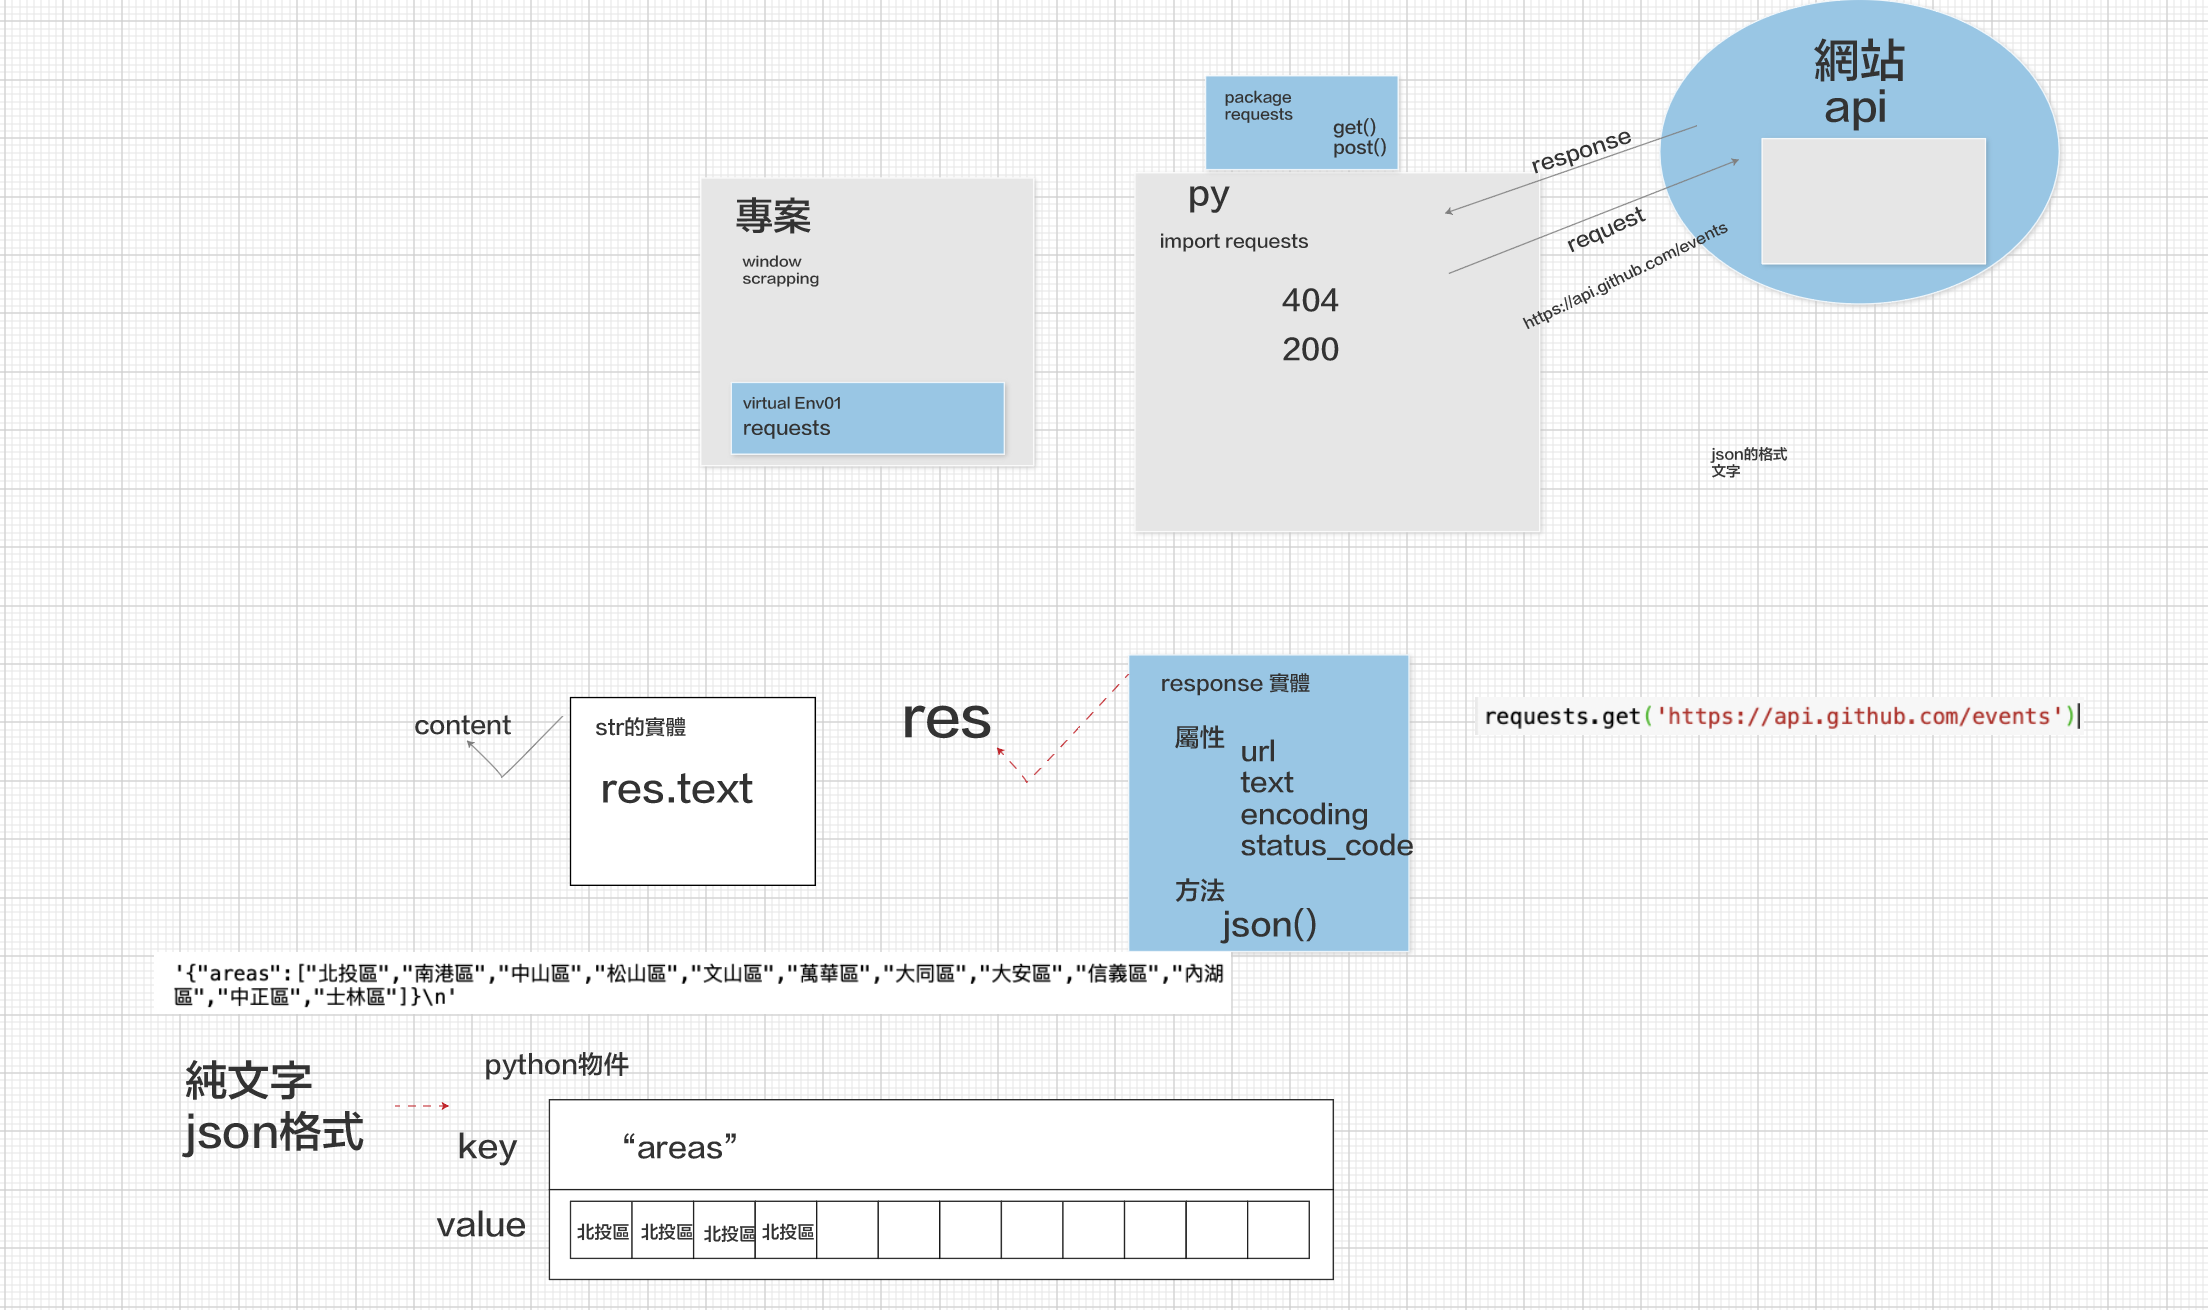 網站
api
package
requests
get()
post()
response
request
https://api.github.com/events
專案
window
scrapping
virtual Env01
requests
py
import requests
404
200
json的格式
文字
content
str的實體
res.text
res
response 實體
屬性
url
text
encoding
status_code
方法
json()
requests.get('https://api.github.com/events')
'{"areas":["北投區","南港區","中山區","松山區","文山區","萬華區","大同區","大安區","信義區","內湖
區","中正區","士林區"]}\n'
純文字
json格式
python物件
key
“areas”
value
北投區
北投區
北投區
北投區